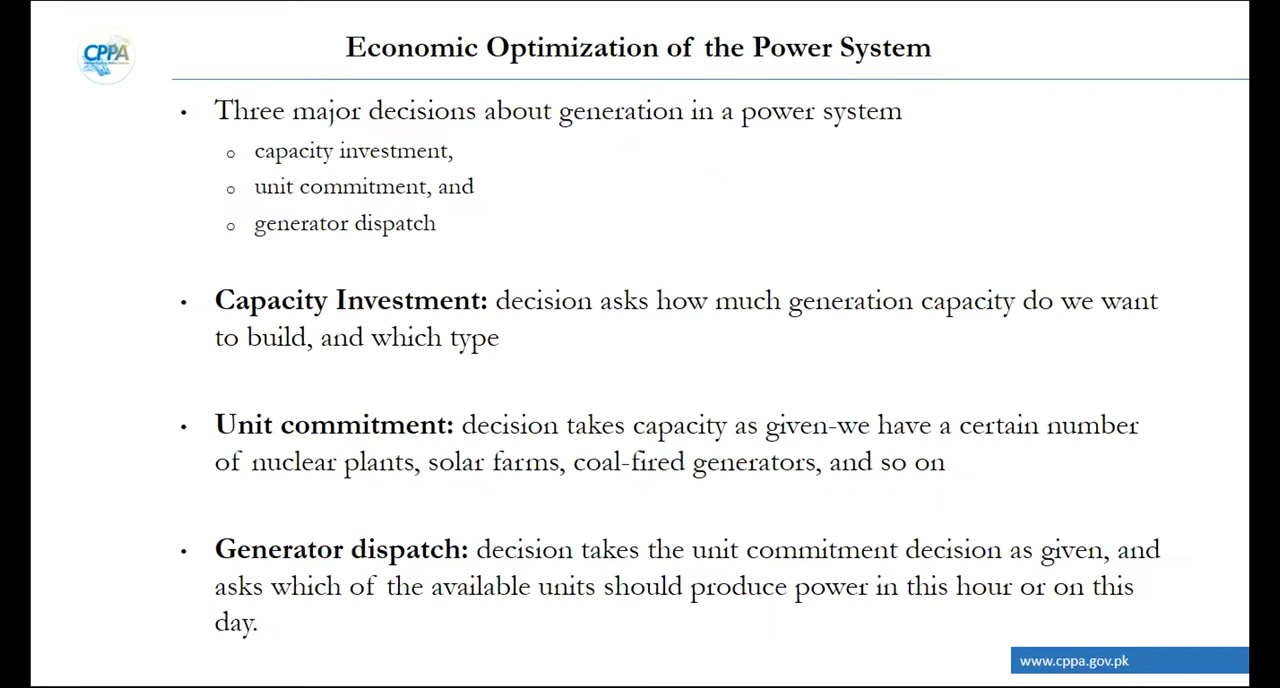 CPPA
Economic Optimization of the Power System
• Three major decisions about generation in a power system
o capacity investment,
o unit commitment, and
o generator dispatch
• Capacity Investment: decision asks how much generation capacity do we want
to build, and which type
• Unit commitment: decision takes capacity as given-we have a certain number
of nuclear plants, solar farms, coal-fired generators, and so on
• Generator dispatch: decision takes the unit commitment decision as given, and
asks which of the available units should produce power in this hour or on this
day.
www.cppa.gov.pk